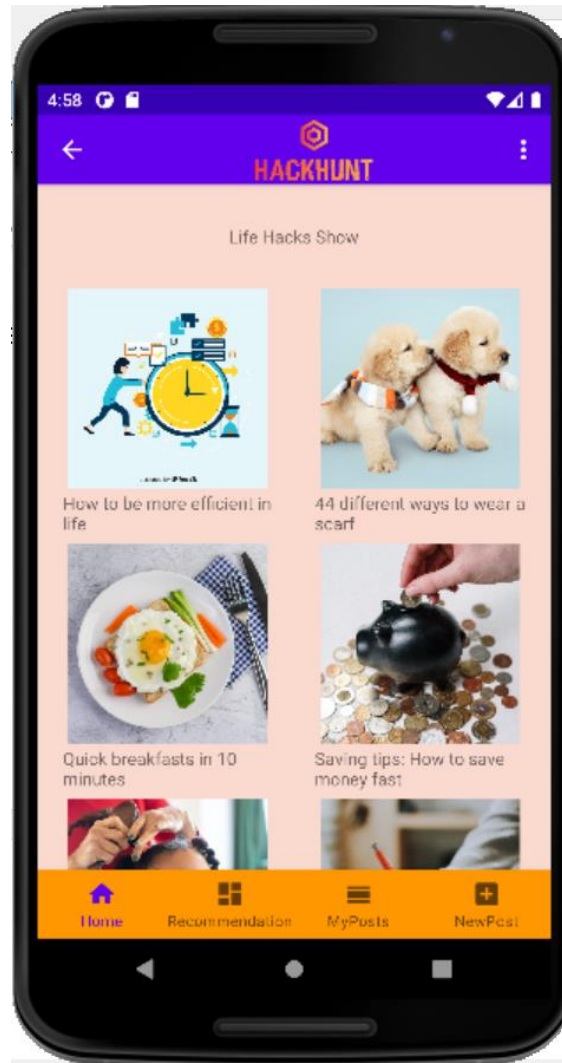 4:58
HACKHUNT
Life Hacks Show
How to be more efficient in
life
44 different ways to wear a
scarf
Quick breakfasts in 10
minutes
Saving tips: How to save
money fast
Home
Recommendation
MyPosts
NewPost